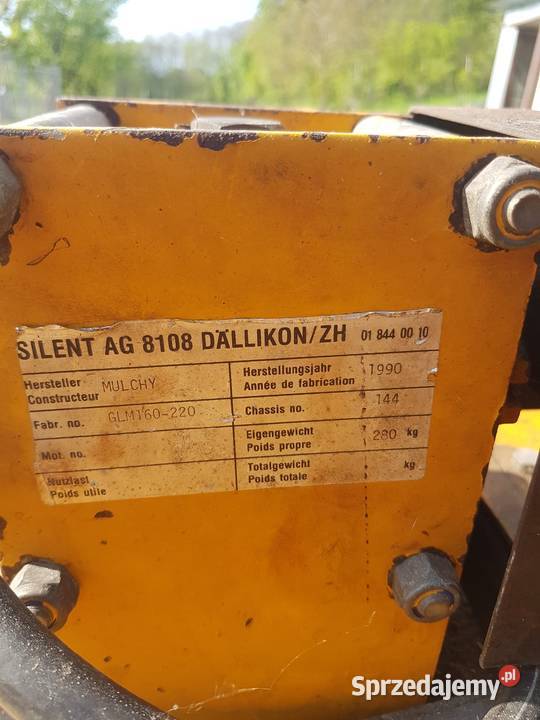 SILENT AG 8108 DÄLLIKON/ZH 01 844 00 10
Hersteller
Constructeur MULCHY
Herstellungsjahr
Année de fabrication 1990
Fabr. no. GLM160-220
Chassis no. 144
Mot. no.
Eigengewicht
Poids propre 280 kg
Nutzlast
Poids utile
Totalgewicht
Poids totale kg
Sprzedajemy.pl